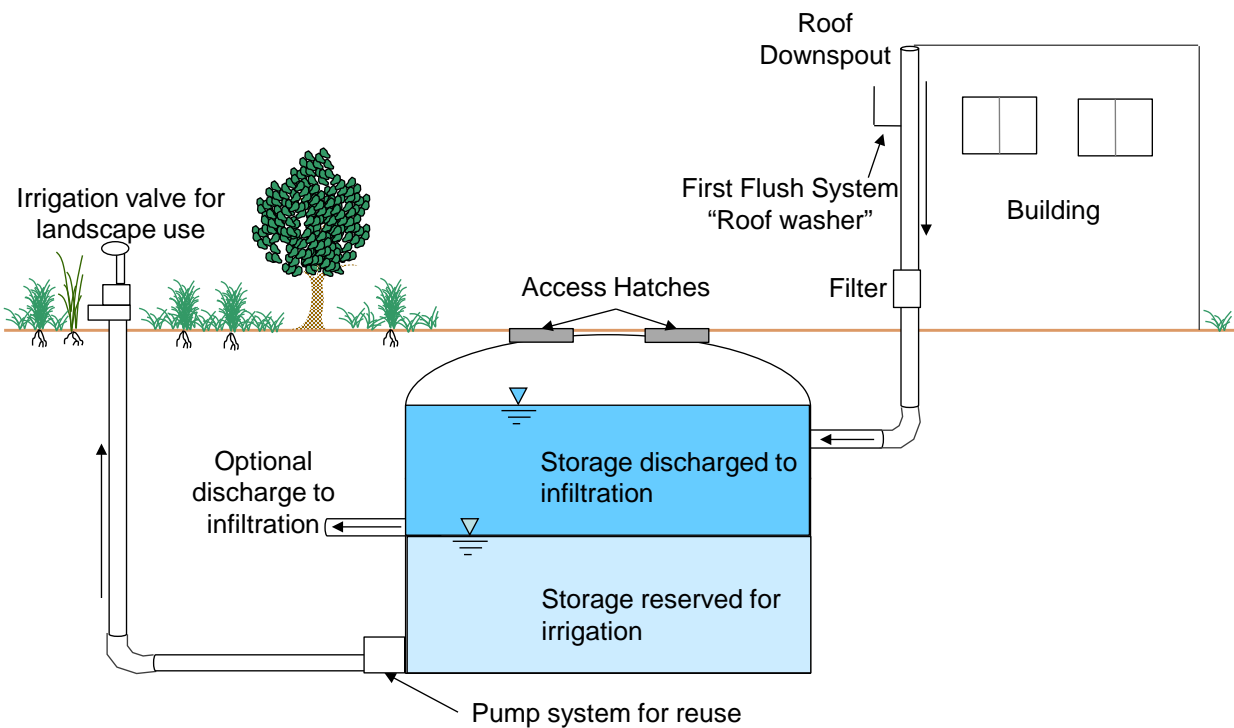 Roof
Downspout
First Flush System
“Roof washer”
Building
Irrigation valve for
landscape use
Access Hatches
Filter
Optional
discharge to
infiltration
Storage discharged to
infiltration
Storage reserved for
irrigation
Pump system for reuse